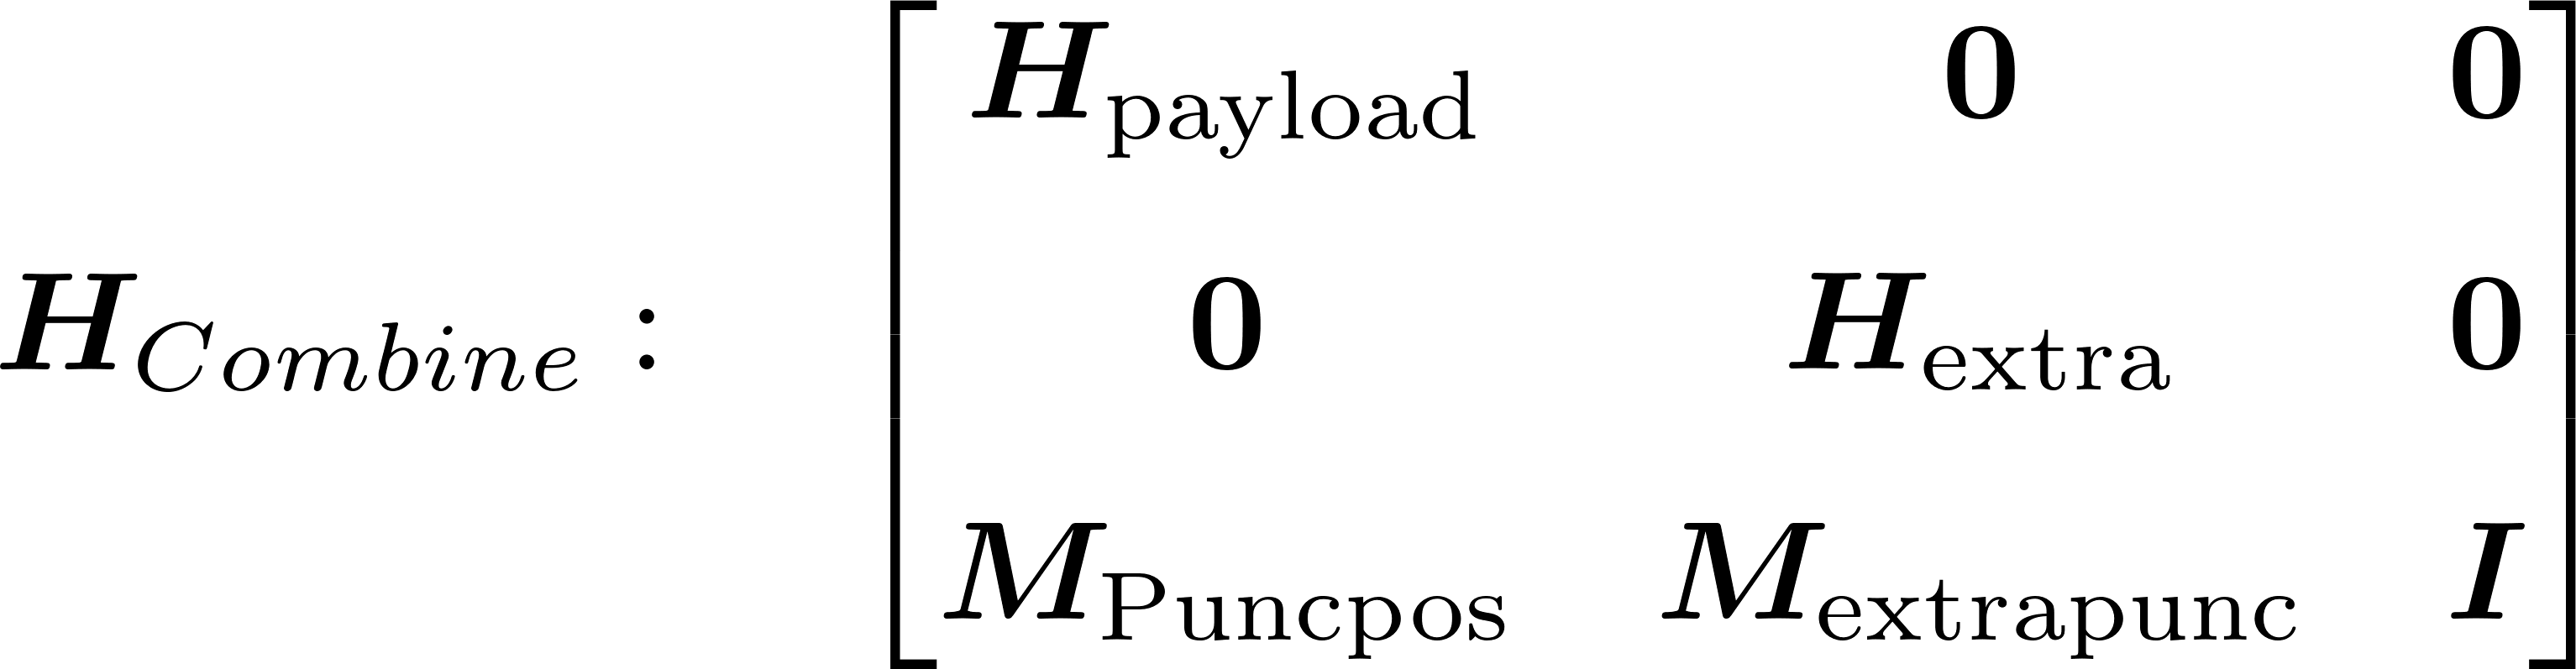 H_payload 0 0
H_Combine : 0 H_extra 0
M_Puncpos M_extrapunc I